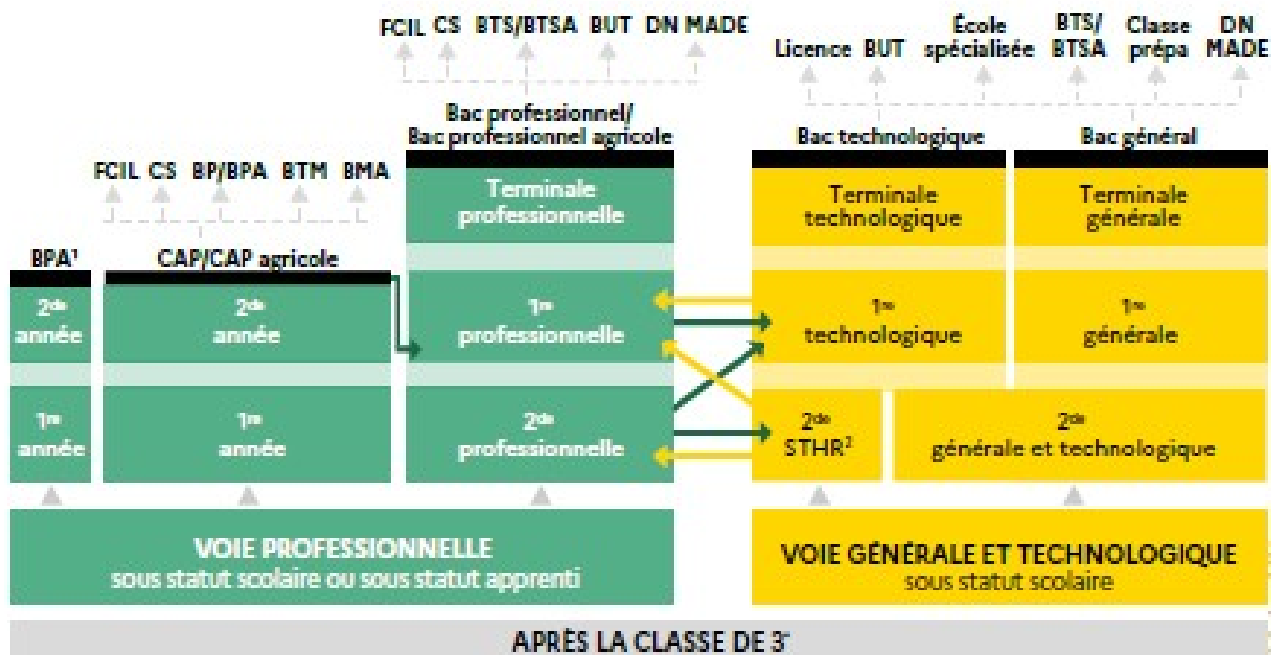 FCIL CS BTS/BTSA BUT DN MADE
Licence BUT École spécialisée BTS/BTSA Classe prépa DN MADE
Bac professionnel/
Bac professionnel agricole
Bac technologique
Bac général
FCIL CS BP/BPA BTM BMA
Terminale
professionnelle
Terminale
technologique
Terminale
générale
BPA¹
CAP/CAP agricole
2de
année
2de
année
1re
professionnelle
1re
technologique
1re
générale
1re
année
1re
année
2de
professionnelle
2de
STHR²
2de
générale et technologique
VOIE PROFESSIONNELLE
sous statut scolaire ou sous statut apprenti
VOIE GÉNÉRALE ET TECHNOLOGIQUE
sous statut scolaire
APRÈS LA CLASSE DE 3e